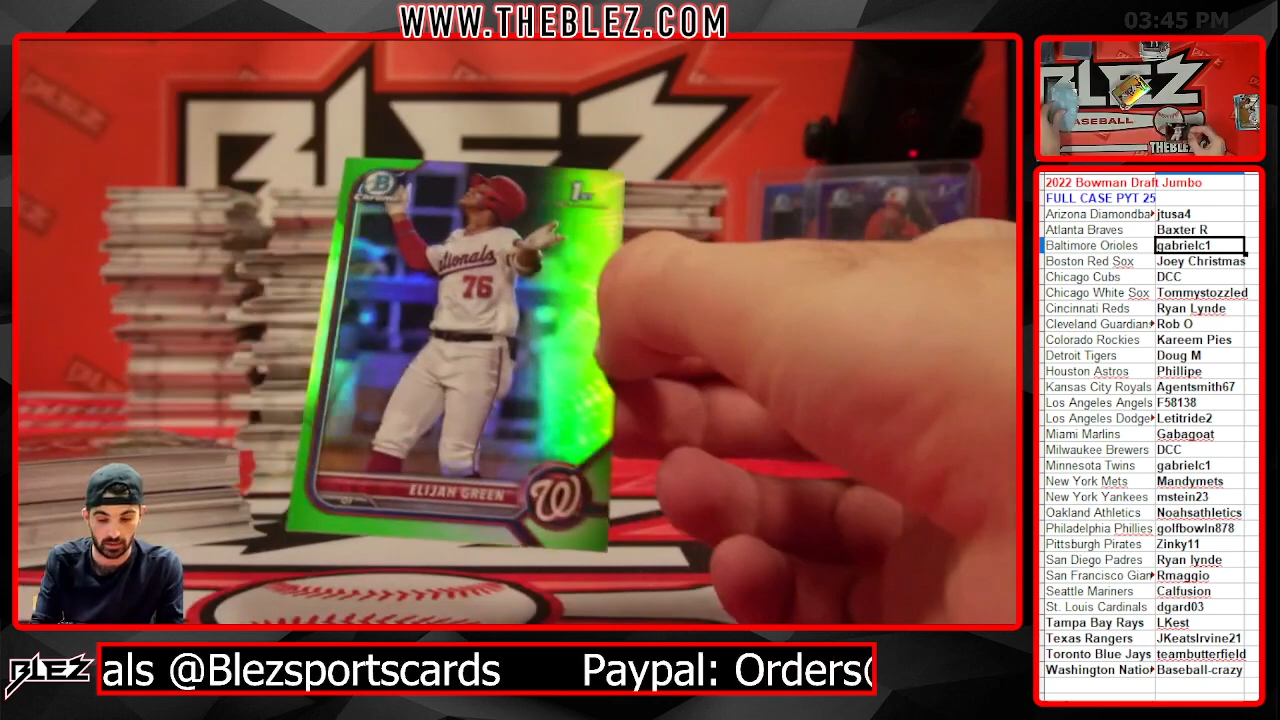 WWW.THEBLEZ.COM
03:45 PM
BLEZ
Chrome
1st
Nationals
76
ELIJAH GREEN
OF
W
BLEZ
BASEBALL
THEBLE
2022 Bowman Draft Jumbo
FULL CASE PYT 25
Arizona Diamondba jtusa4
Atlanta Braves Baxter R
Baltimore Orioles gabrielc1
Boston Red Sox Joey Christmas
Chicago Cubs DCC
Chicago White Sox Tommystozzled
Cincinnati Reds Ryan Lynde
Cleveland Guardian Rob O
Colorado Rockies Kareem Pies
Detroit Tigers Doug M
Houston Astros Phillipe
Kansas City Royals Agentsmith67
Los Angeles Angels F58138
Los Angeles Dodge Letitride2
Miami Marlins Gabagoat
Milwaukee Brewers DCC
Minnesota Twins gabrielc1
New York Mets Mandymets
New York Yankees mstein23
Oakland Athletics Noahsathletics
Philadelphia Phillies golfbowln878
Pittsburgh Pirates Zinky11
San Diego Padres Ryan lynde
San Francisco Gian Rmaggio
Seattle Mariners Calfusion
St. Louis Cardinals dgard03
Tampa Bay Rays LKest
Texas Rangers JKeatsIrvine21
Toronto Blue Jays teambutterfield
Washington Natio Baseball-crazy
BLEZ
als @Blezsportscards Paypal: Orders@